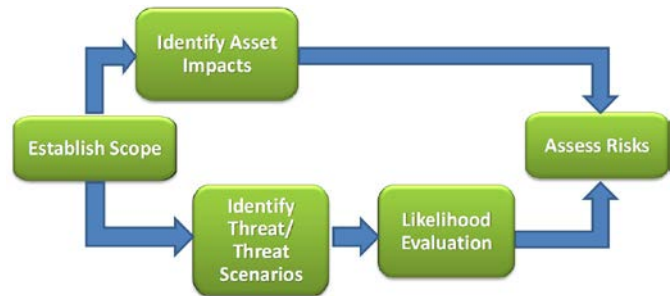 Identify Asset
Impacts
Establish Scope
Assess Risks
Identify
Threat/
Threat
Scenarios
Likelihood
Evaluation